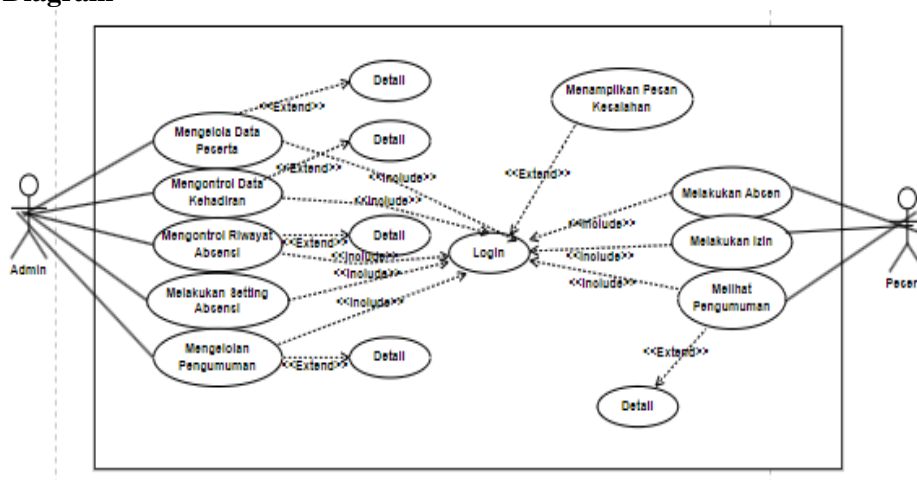 Diagram
Detail
<<Extend>>
Menampilkan Pesan
Kesalahan
Mengelola Data
Peserta
Detail
<<Extend>>
<<Include>>
<<Extend>>
Mengontrol Data
Kehadiran
<<Include>>
Melakukan Absen
Admin
Mengontrol Riwayat
Absensi
<<Extend>>
Detail
<<Include>>
<<Include>>
Login
<<Include>>
Melakukan Izin
<<Include>>
<<Include>>
Melihat
Pengumuman
Peser
Melakukan Setting
Absensi
<<Include>>
Mengelolan
Pengumuman
<<Extend>>
Detail
<<Extend>>
Detail